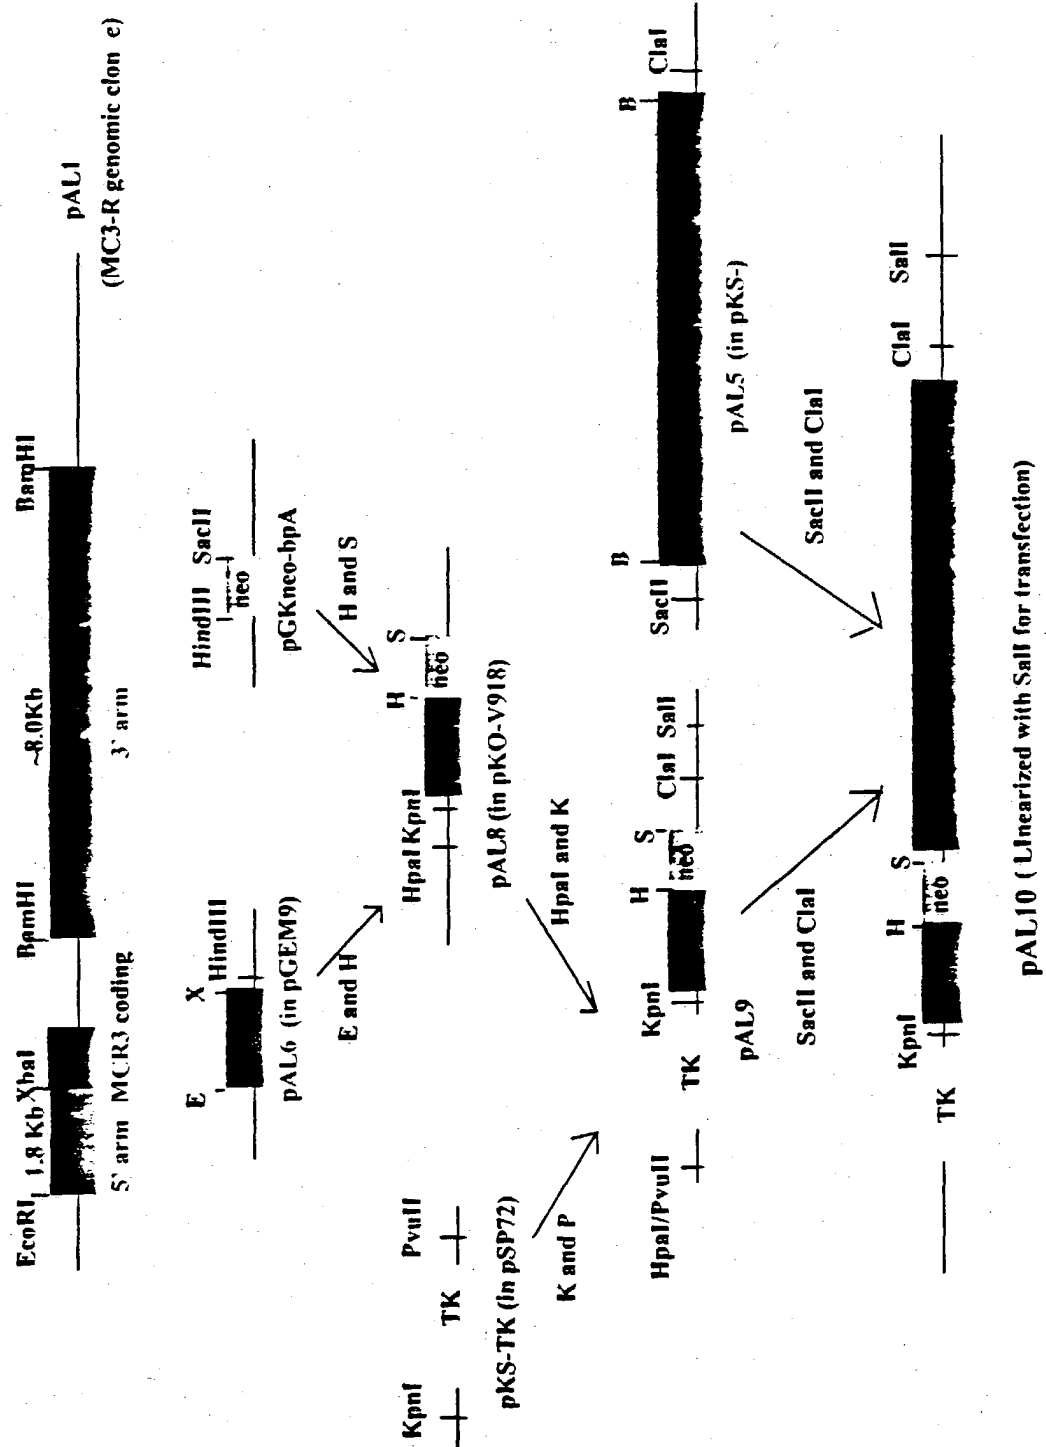 EcoRI 1.8 Kb XbaI BamHI ~8.0Kb BamHI
5` arm MCR3 coding 3` arm
pAL1
(MC3-R genomic clon e)
E X HindIII
pAL6 (in pGEM9)
HindIII SacII
neo
pGKneo-bpA
E and H
H and S
KpnI TK PvuII
pKS-TK (in pSP72)
HpaI KpnI H S
neo
pAL8 (in pKO-V918)
K and P
HpaI and K
HpaI/PvuII TK KpnI H S ClaI SalI
neo
pAL9
SacII B B ClaI
pAL5 (in pKS-)
SacII and ClaI
SacII and ClaI
TK KpnI H S ClaI SalI
neo
pAL10 ( LInearized with SalI for transfection)